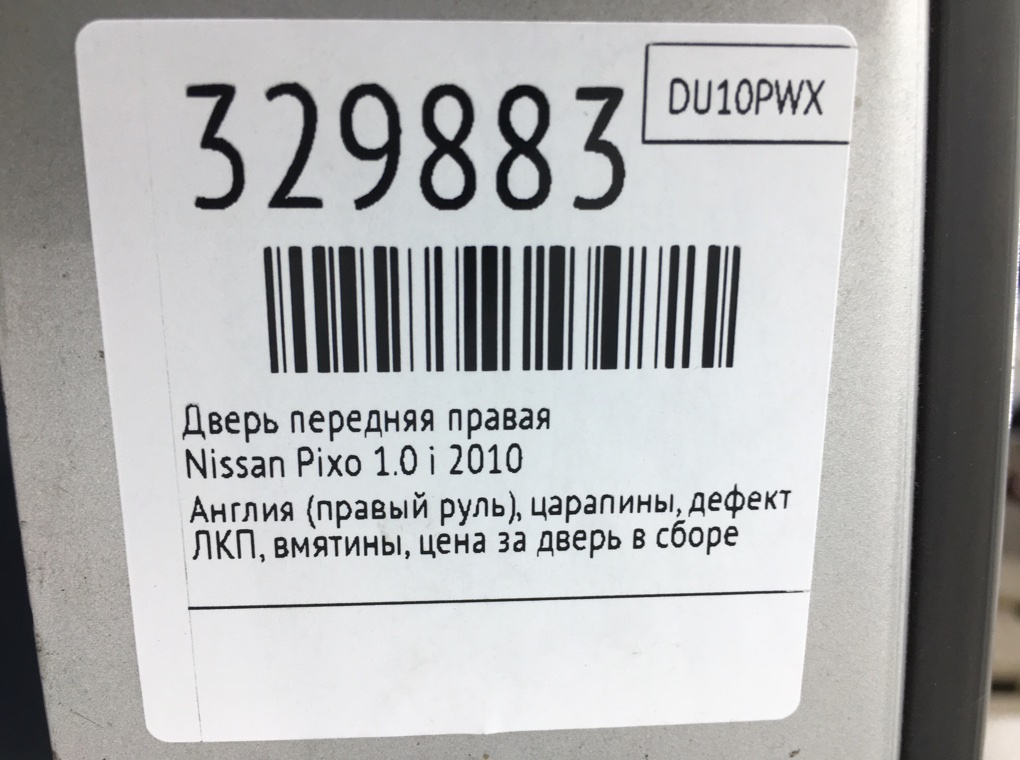 329883
DU10PWX
Дверь передняя правая
Nissan Pixo 1.0 i 2010
Англия (правый руль), царапины, дефект
ЛКП, вмятины, цена за дверь в сборе